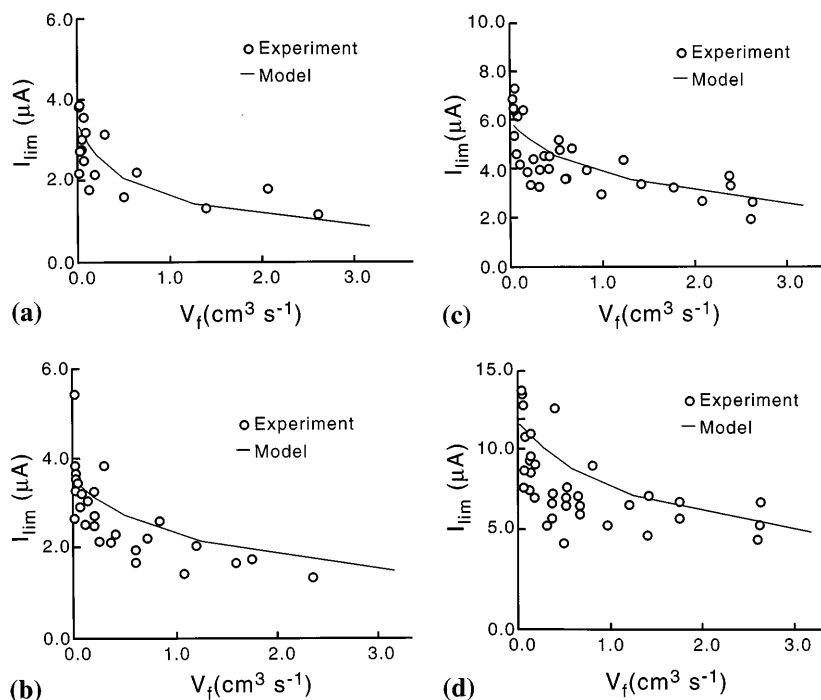 6.0
4.0
2.0
0.0
I_lim (μA)
○ Experiment
— Model
0.0 1.0 2.0 3.0
V_f(cm³ s⁻¹)
(a)
10.0
8.0
6.0
4.0
2.0
0.0
I_lim (μA)
○ Experiment
— Model
0.0 1.0 2.0 3.0
V_f(cm³ s⁻¹)
(c)
6.0
4.0
2.0
0.0
I_lim (μA)
○ Experiment
— Model
0.0 1.0 2.0 3.0
V_f(cm³ s⁻¹)
(b)
15.0
10.0
5.0
0.0
I_lim (μA)
○ Experiment
— Model
0.0 1.0 2.0 3.0
V_f(cm³ s⁻¹)
(d)